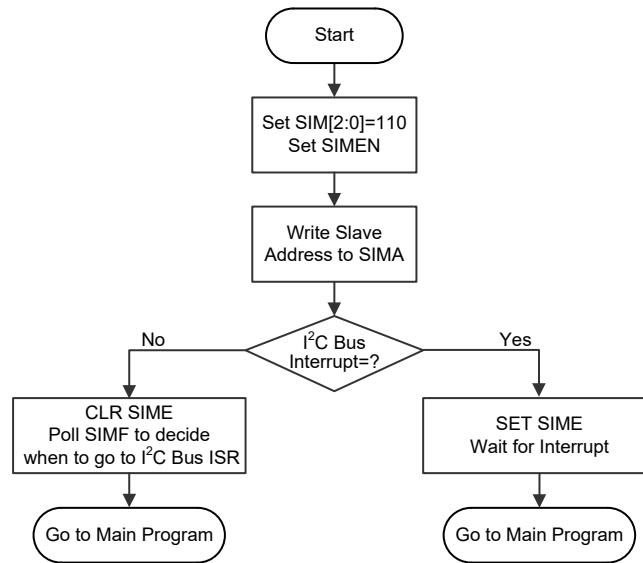 Start
Set SIM[2:0]=110
Set SIMEN
Write Slave
Address to SIMA
I²C Bus
Interrupt=?
No
Yes
CLR SIME
Poll SIMF to decide
when to go to I²C Bus ISR
SET SIME
Wait for Interrupt
Go to Main Program
Go to Main Program